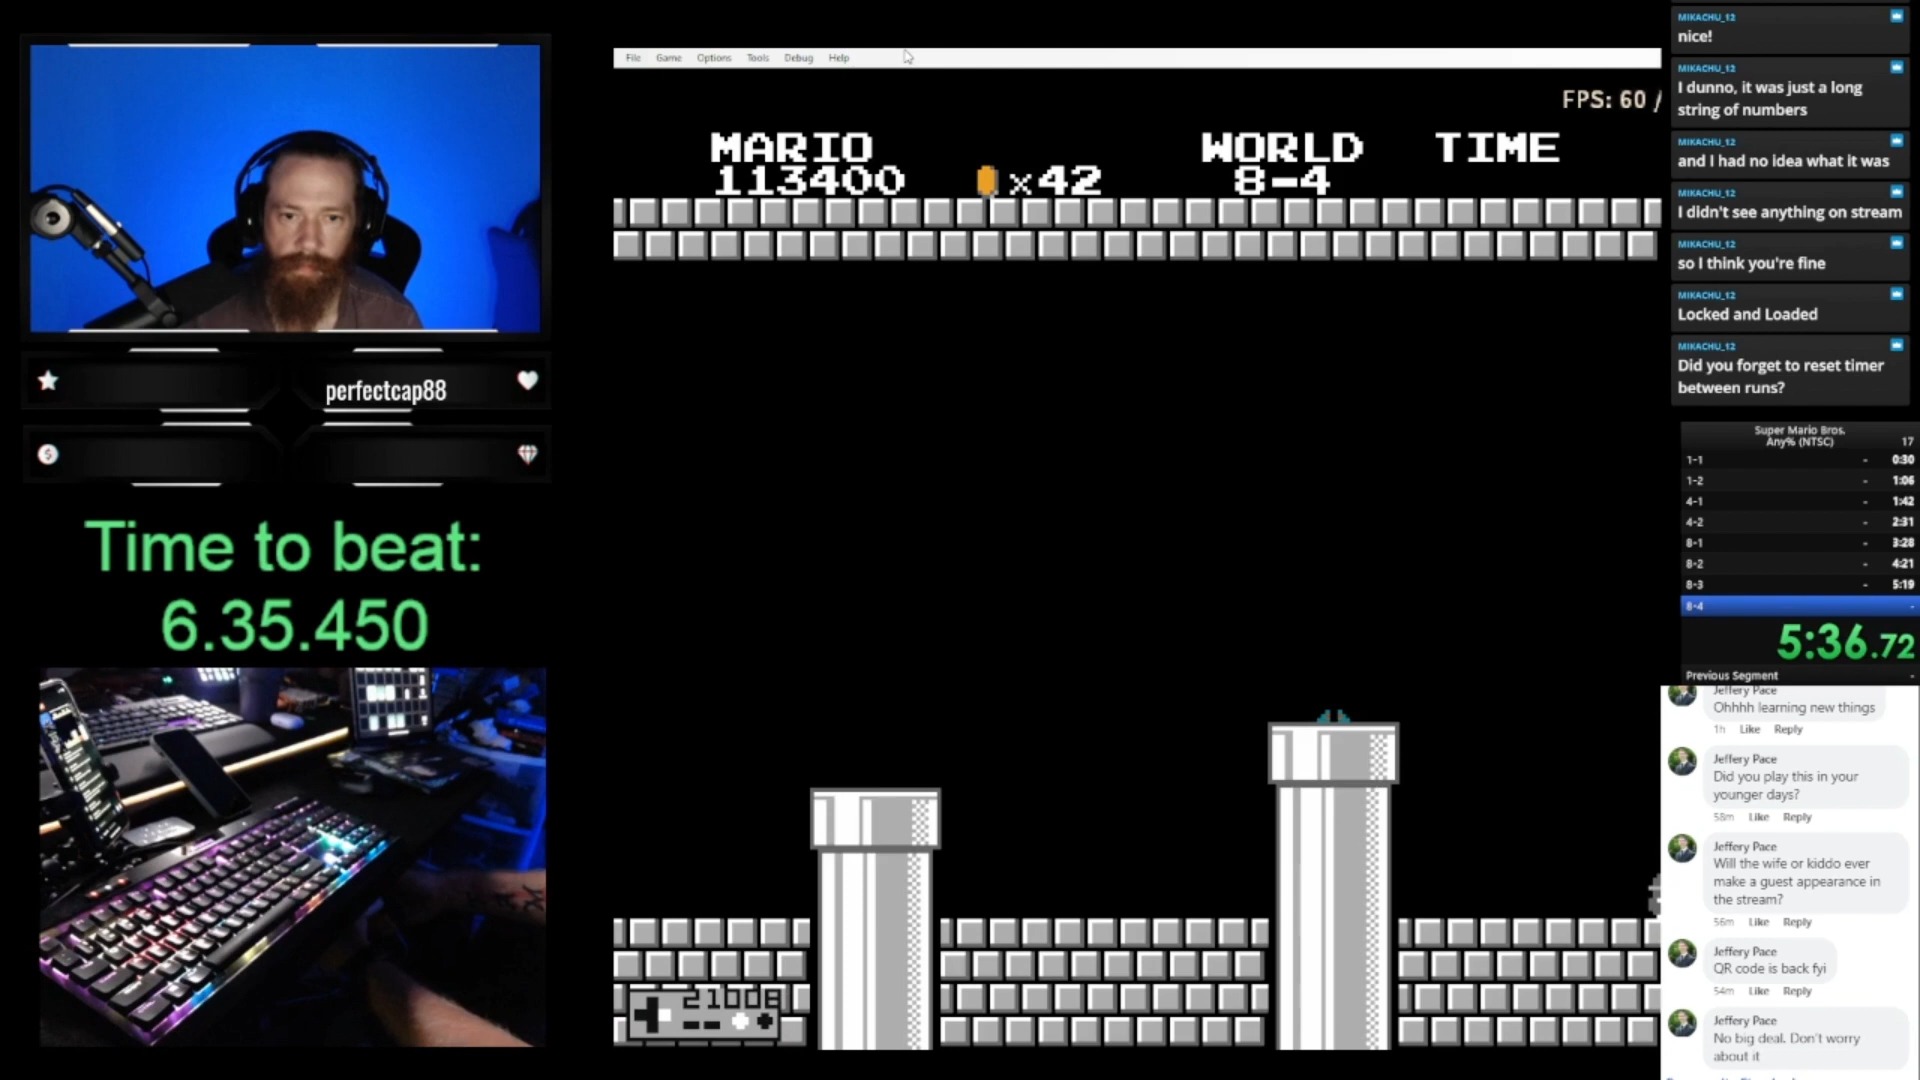 File Game Options Tools Debug Help
FPS: 60 /
MARIO WORLD TIME
113400 x42 8-4
21008
perfectcap88
Time to beat:
6.35.450
MIKACHU_12
nice!
MIKACHU_12
I dunno, it was just a long
string of numbers
MIKACHU_12
and I had no idea what it was
MIKACHU_12
I didn't see anything on stream
MIKACHU_12
so I think you're fine
MIKACHU_12
Locked and Loaded
MIKACHU_12
Did you forget to reset timer
between runs?
Super Mario Bros.
Any% (NTSC) 17
1-1 - 0:30
1-2 - 1:06
4-1 - 1:42
4-2 - 2:31
8-1 - 3:28
8-2 - 4:21
8-3 - 5:19
8-4 -
5:36.72
Previous Segment -
Jeffery Pace
Ohhhh learning new things
1h Like Reply
Jeffery Pace
Did you play this in your
younger days?
58m Like Reply
Jeffery Pace
Will the wife or kiddo ever
make a guest appearance in
the stream?
56m Like Reply
Jeffery Pace
QR code is back fyi
54m Like Reply
Jeffery Pace
No big deal. Don't worry
about it